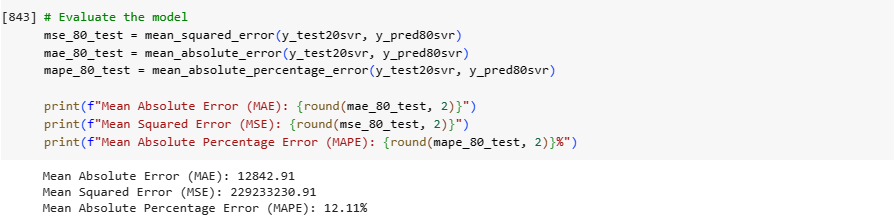 [843] # Evaluate the model
mse_80_test = mean_squared_error(y_test20svr, y_pred80svr)
mae_80_test = mean_absolute_error(y_test20svr, y_pred80svr)
mape_80_test = mean_absolute_percentage_error(y_test20svr, y_pred80svr)
print(f"Mean Absolute Error (MAE): {round(mae_80_test, 2)}")
print(f"Mean Squared Error (MSE): {round(mse_80_test, 2)}")
print(f"Mean Absolute Percentage Error (MAPE): {round(mape_80_test, 2)}%")
Mean Absolute Error (MAE): 12842.91
Mean Squared Error (MSE): 229233230.91
Mean Absolute Percentage Error (MAPE): 12.11%